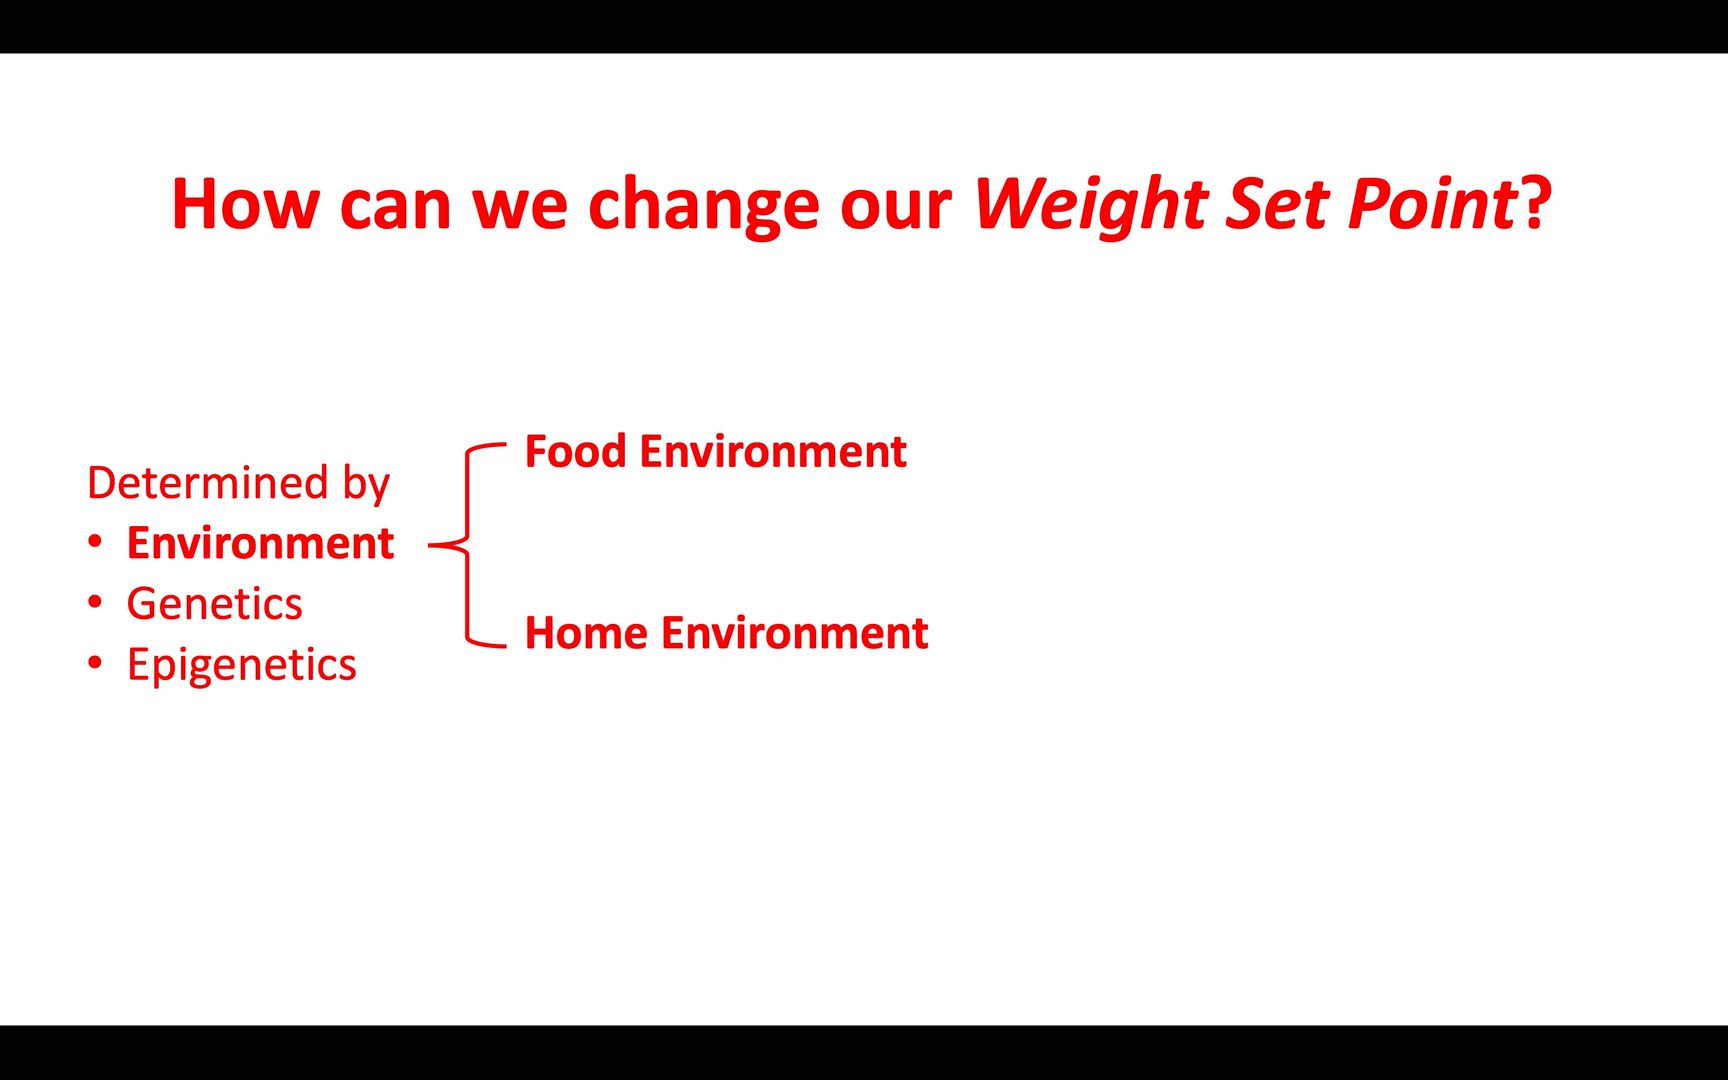 How can we change our Weight Set Point?
Determined by
• Environment
• Genetics
• Epigenetics
Food Environment
Home Environment